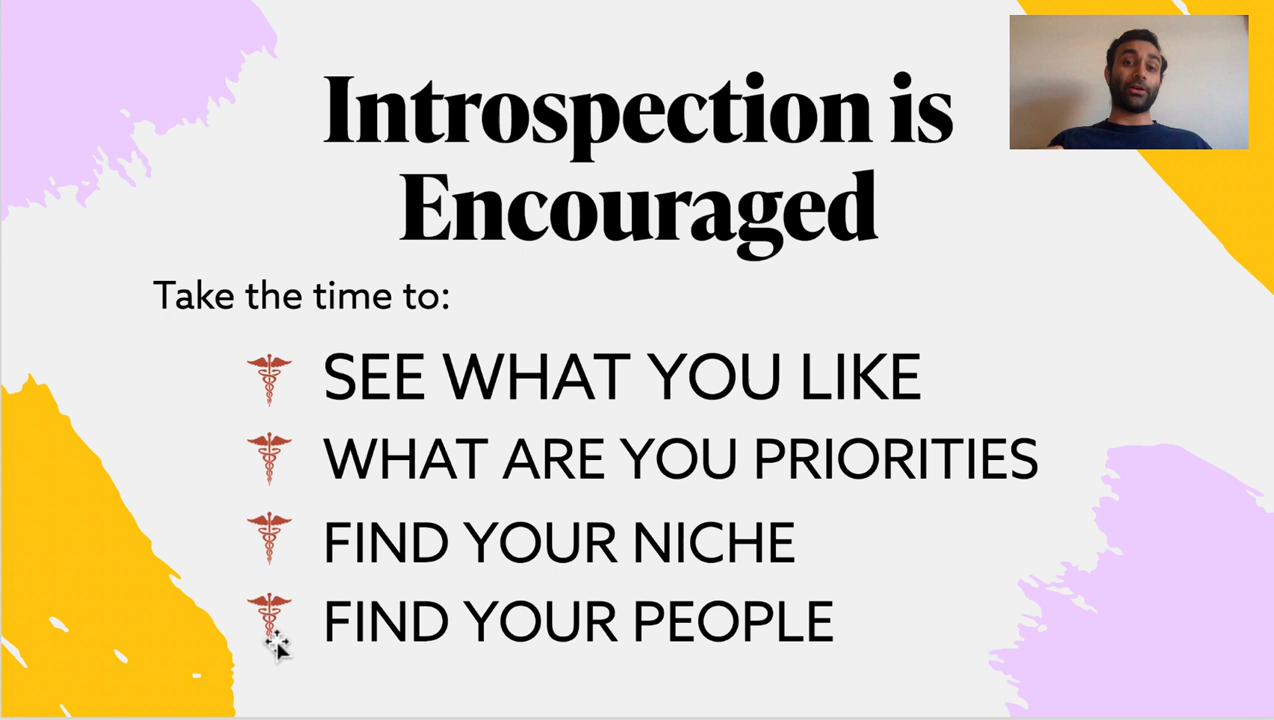 Introspection is
Encouraged
Take the time to:
SEE WHAT YOU LIKE
WHAT ARE YOU PRIORITIES
FIND YOUR NICHE
FIND YOUR PEOPLE